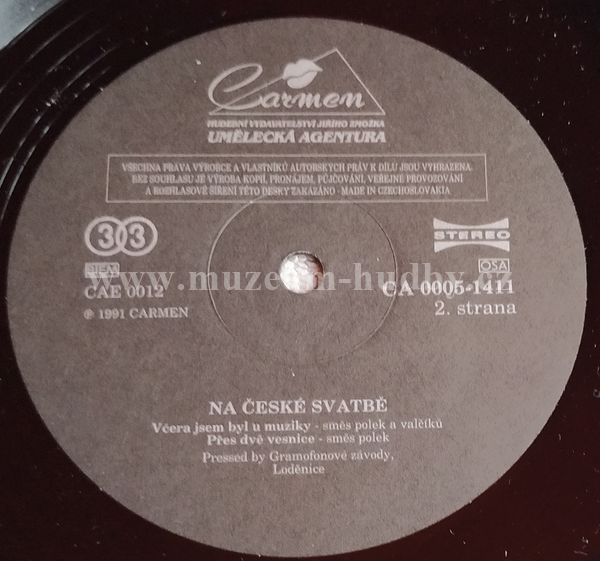 Carmen
HUDEBNÍ VYDAVATELSTVÍ JIŘÍHO ZMOŽKA
UMĚLECKÁ AGENTURA
VŠECHNA PRÁVA VÝROBCE A VLASTNÍKŮ AUTORSKÝCH PRÁV K DÍLU JSOU VYHRAZENA.
BEZ SOUHLASU JE VÝROBA KOPIÍ, PRONÁJEM, PŮJČOVÁNÍ, VEŘEJNÉ PROVOZOVÁNÍ
A ROZHLASOVÉ ŠÍŘENÍ TÉTO DESKY ZAKÁZÁNO - MADE IN CZECHOSLOVAKIA
33
STEREO
OSA
www.muzeum-hudby.cz
CAE 0012
CA 0005-1411
℗ 1991 CARMEN
2. strana
NA ČESKÉ SVATBĚ
Včera jsem byl u muziky - směs polek a valčíků
Přes dvě vesnice - směs polek
Pressed by Gramofonové závody,
Loděnice